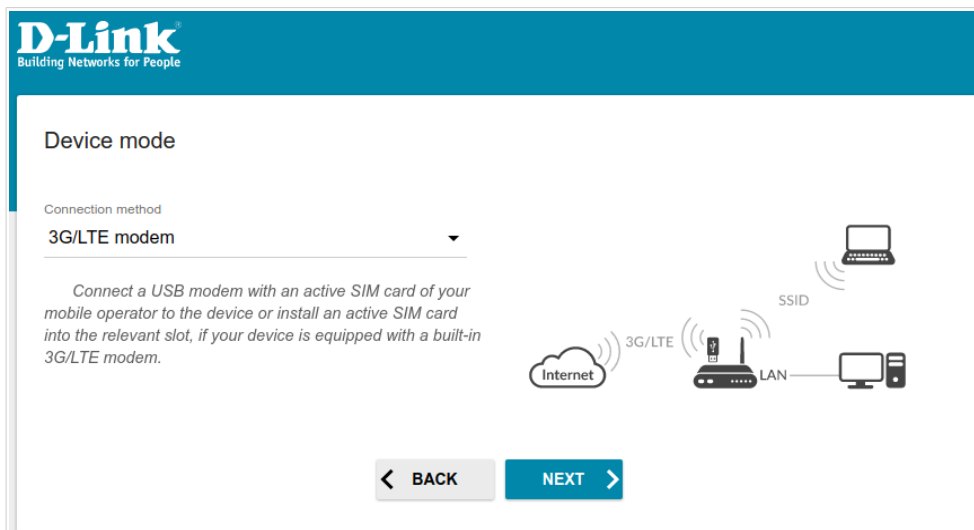 D-Link
Building Networks for People
Device mode
Connection method
3G/LTE modem
Connect a USB modem with an active SIM card of your
mobile operator to the device or install an active SIM card
into the relevant slot, if your device is equipped with a built-in
3G/LTE modem.
SSID
3G/LTE
Internet
LAN
BACK
NEXT